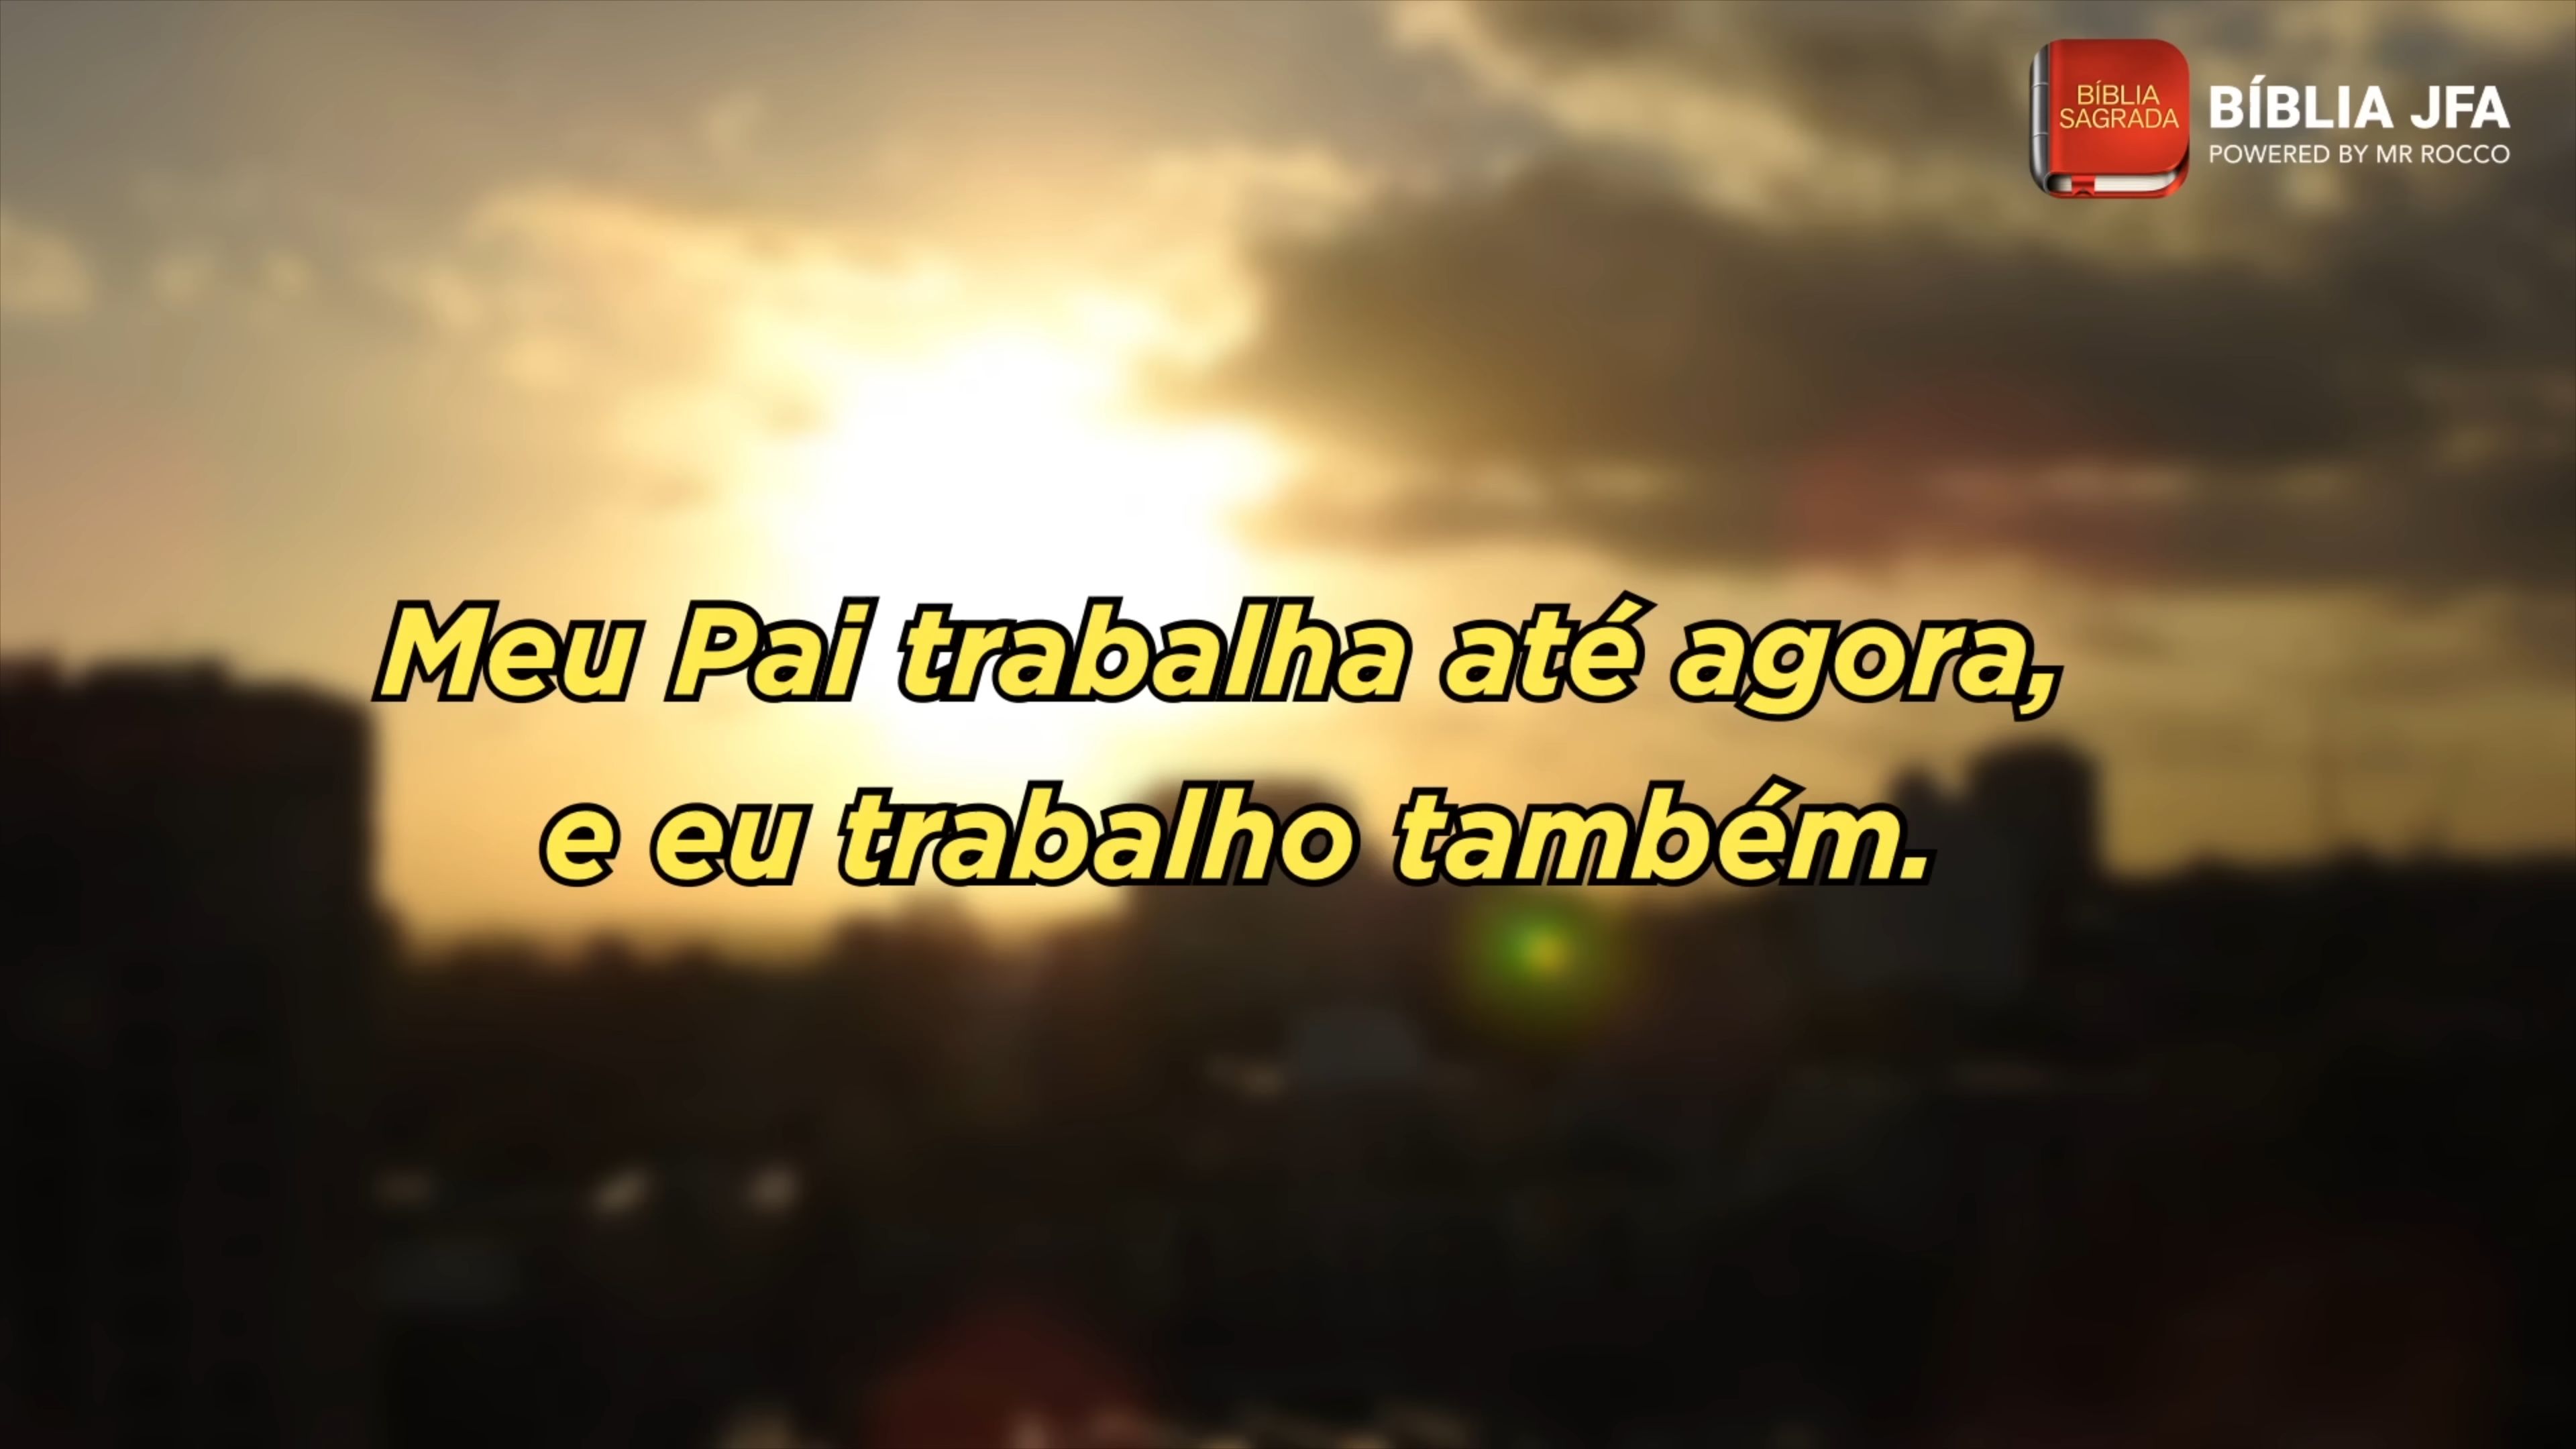 BÍBLIA
SAGRADA
BÍBLIA JFA
POWERED BY MR ROCCO
Meu Pai trabalha até agora,
e eu trabalho também.